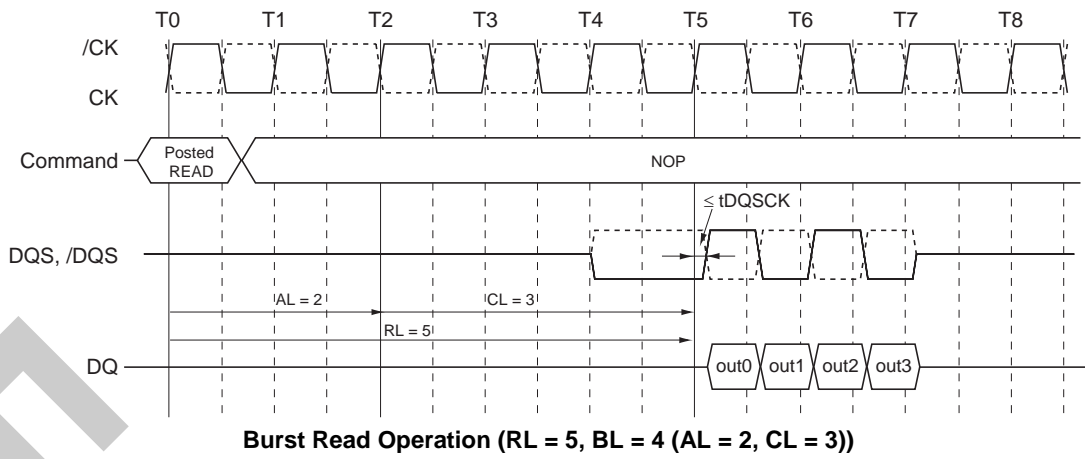 T0 T1 T2 T3 T4 T5 T6 T7 T8
/CK
CK
Command
Posted
READ
NOP
≤ tDQSCK
DQS, /DQS
AL = 2
CL = 3
RL = 5
DQ
out0 out1 out2 out3
Burst Read Operation (RL = 5, BL = 4 (AL = 2, CL = 3))